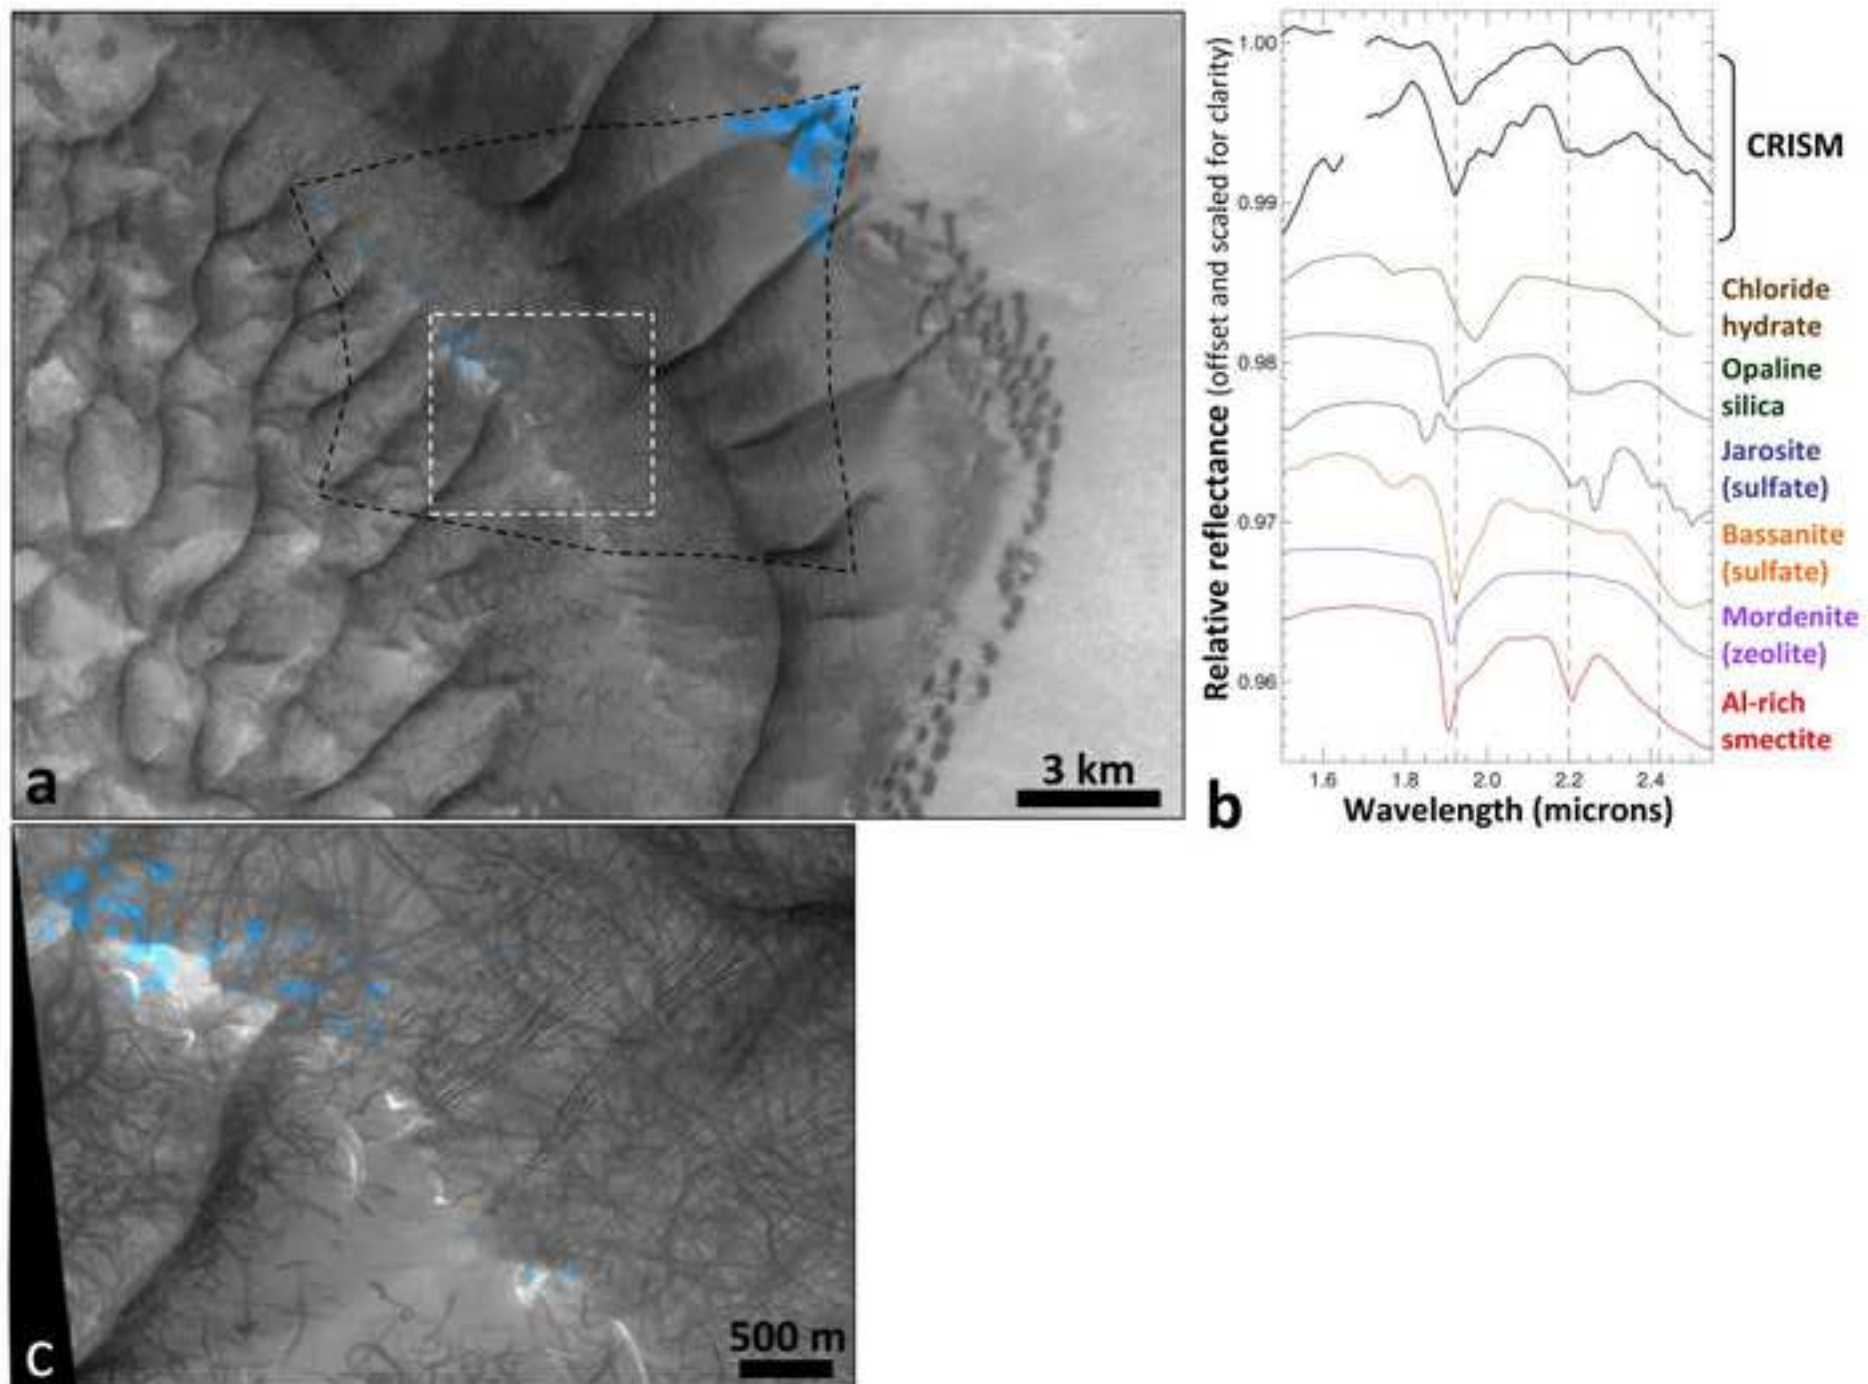 a
3 km
Relative reflectance (offset and scaled for clarity)
1.00
0.99
0.98
0.97
0.96
1.6
1.8
2.0
2.2
2.4
Wavelength (microns)
b
CRISM
Chloride
hydrate
Opaline
silica
Jarosite
(sulfate)
Bassanite
(sulfate)
Mordenite
(zeolite)
Al-rich
smectite
c
500 m